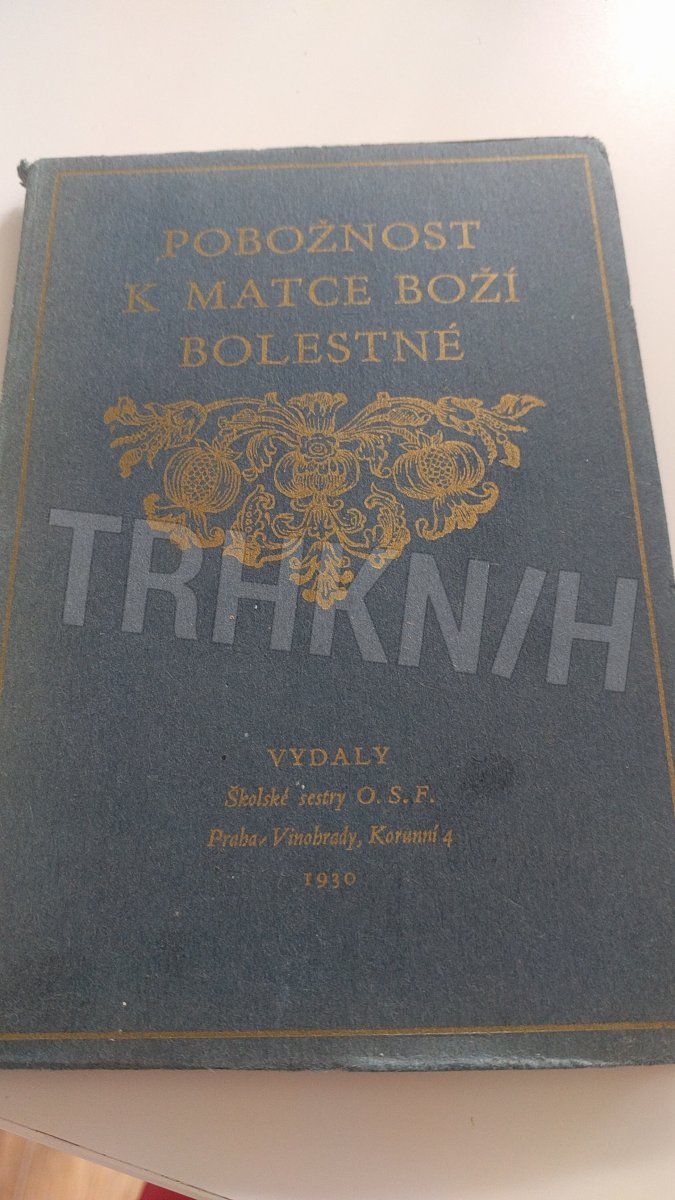 POBOŽNOST
K MATCE BOŽÍ
BOLESTNÉ
TRHKNIH
VYDALY
Školské sestry O. S. F.
Praha-Vinohrady, Korunní 4
1930